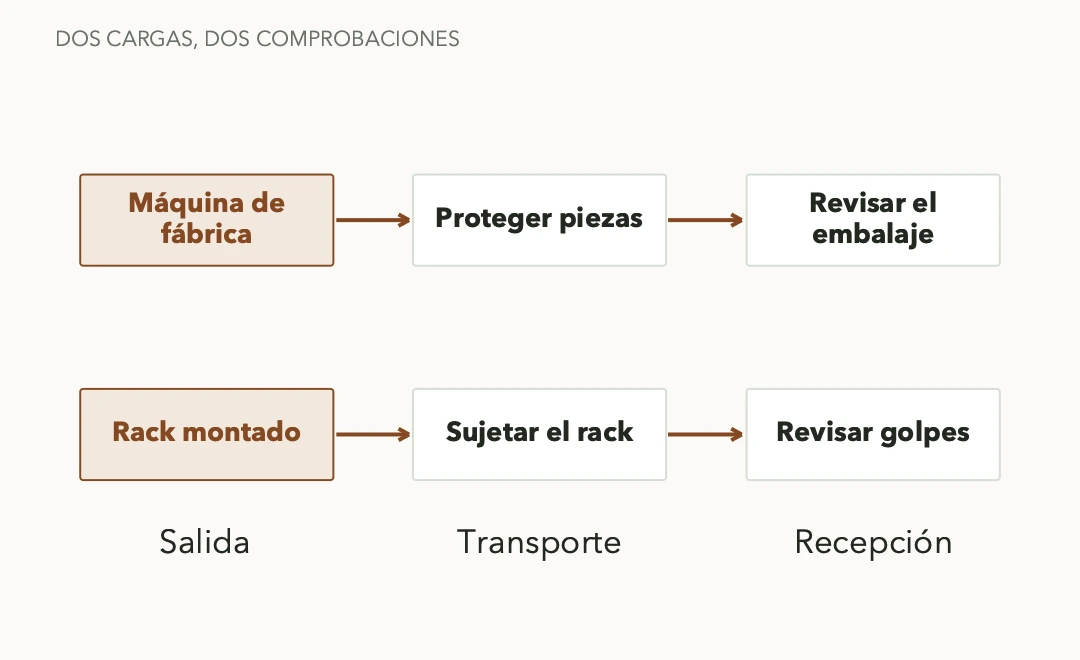 DOS CARGAS, DOS COMPROBACIONES
Máquina de
fábrica
Proteger piezas
Revisar el
embalaje
Rack montado
Sujetar el rack
Revisar golpes
Salida
Transporte
Recepción